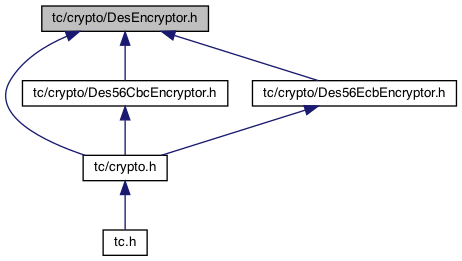 tc/crypto/DesEncryptor.h
tc/crypto/Des56CbcEncryptor.h
tc/crypto/Des56EcbEncryptor.h
tc/crypto.h
tc.h